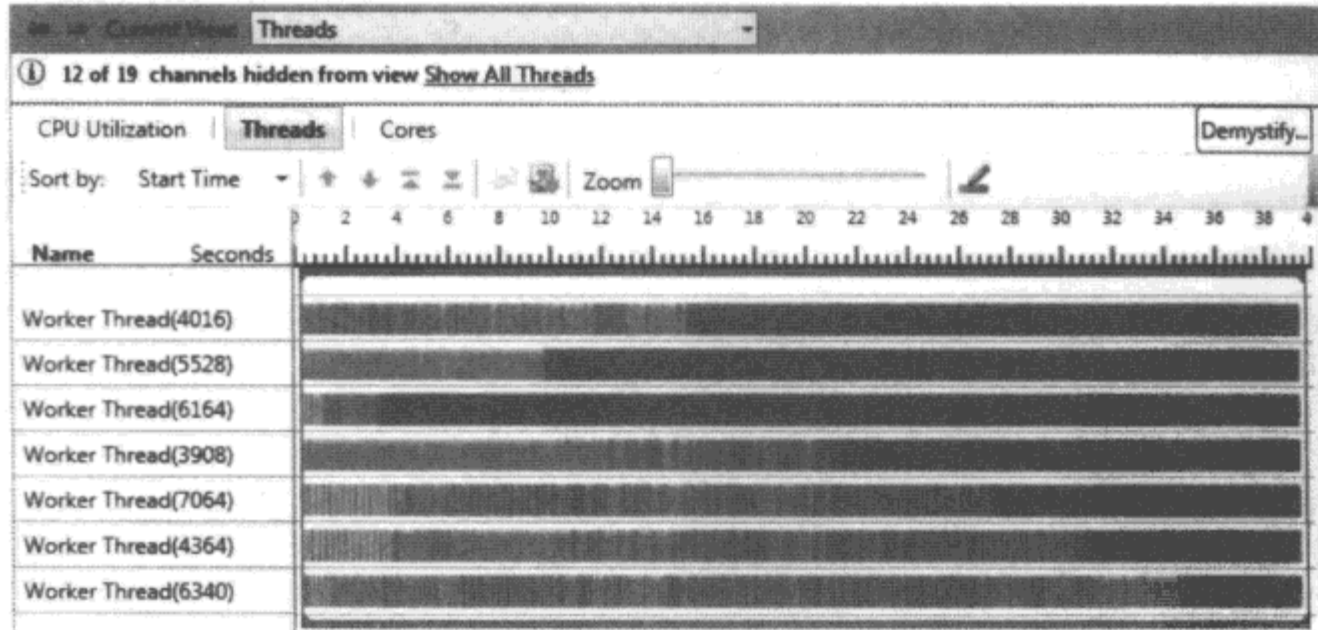 Current View: Threads
12 of 19 channels hidden from view Show All Threads
CPU Utilization Threads Cores Demystify...
Sort by: Start Time Zoom
0 2 4 6 8 10 12 14 16 18 20 22 24 26 28 30 32 34 36 38 4
Name Seconds
Worker Thread(4016)
Worker Thread(5528)
Worker Thread(6164)
Worker Thread(3908)
Worker Thread(7064)
Worker Thread(4364)
Worker Thread(6340)